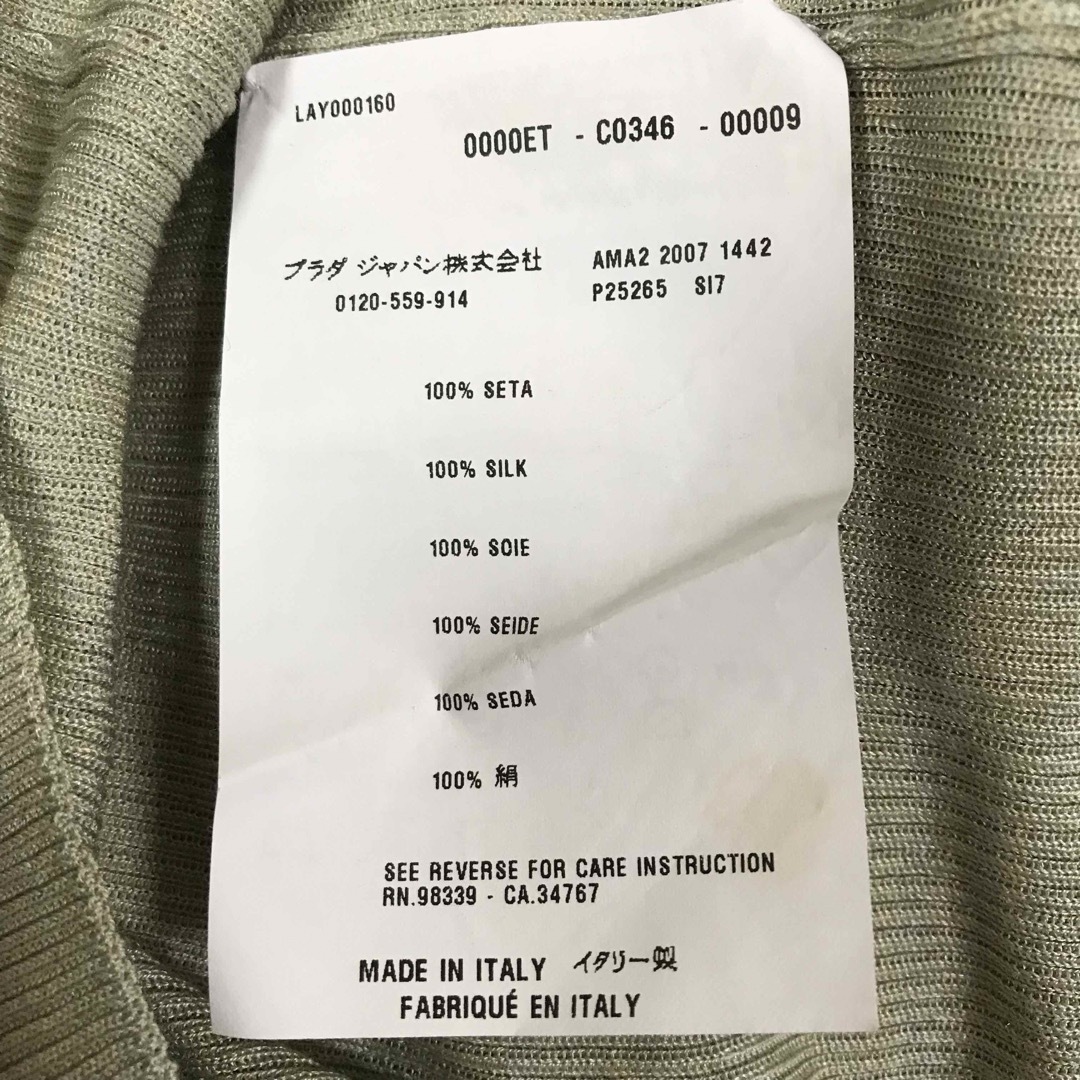 LAY000160
0000ET - C0346 - 00009
プラダ ジャパン株式会社 AMA2 2007 1442
0120-559-914 P25265 SI7
100% SETA
100% SILK
100% SOIE
100% SEIDE
100% SEDA
100% 絹
SEE REVERSE FOR CARE INSTRUCTION
RN.98339 - CA.34767
MADE IN ITALY イタリー製
FABRIQUÉ EN ITALY